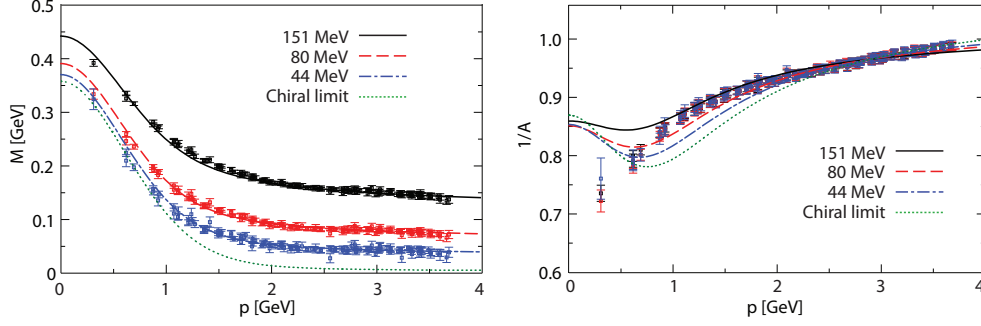 0.5
0.4
0.3
0.2
0.1
0
M [GeV]
0 1 2 3 4
p [GeV]
151 MeV
80 MeV
44 MeV
Chiral limit
1.0
0.9
0.8
0.7
0.6
1/A
0 1 2 3 4
p [GeV]
151 MeV
80 MeV
44 MeV
Chiral limit